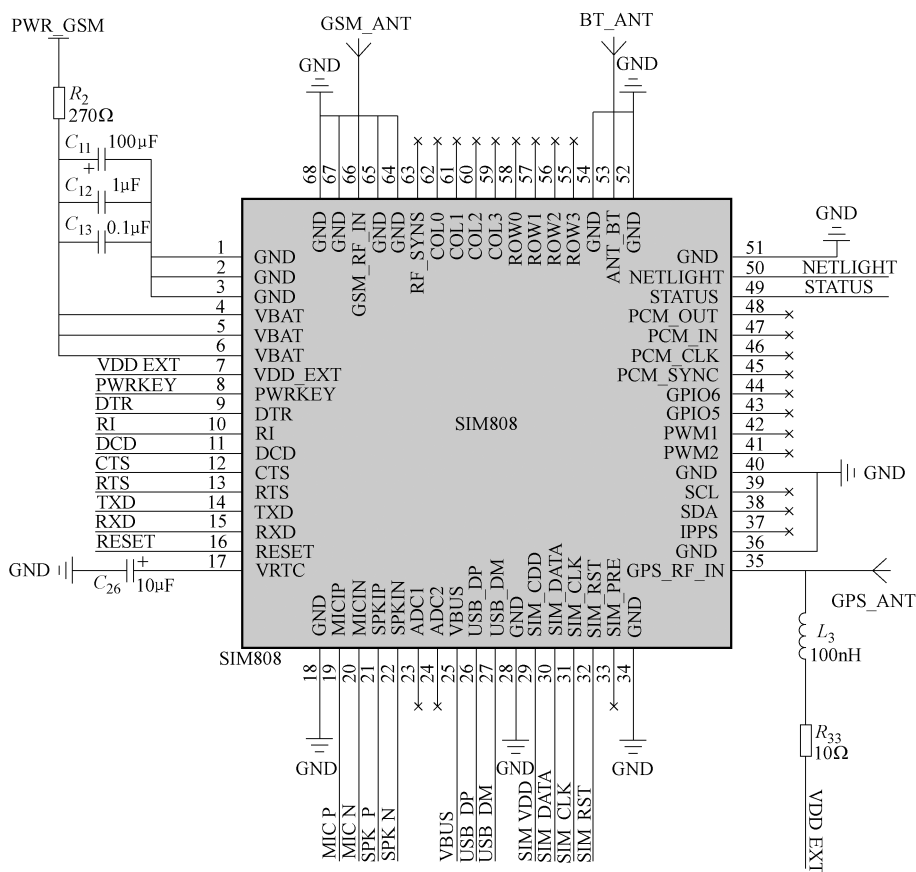 PWR_GSM
GSM_ANT
BT_ANT
GND
GND
R2
270Ω
C11 100μF
+
C12 1μF
C13 0.1μF
68 67 66 65 64 63 62 61 60 59 58 57 56 55 54 53 52
GND GND GSM_RF_IN GND GND RF_SYNS COL0 COL1 COL2 COL3 ROW0 ROW1 ROW2 ROW3 GND ANT_BT GND
1 GND
2 GND
3 GND
4 VBAT
5 VBAT
6 VBAT
VDD EXT 7 VDD_EXT
PWRKEY 8 PWRKEY
DTR 9 DTR
RI 10 RI
DCD 11 DCD
CTS 12 CTS
RTS 13 RTS
TXD 14 TXD
RXD 15 RXD
RESET 16 RESET
17 VRTC
GND
C26
+
10μF
SIM808
GND
GND 51
NETLIGHT 50 NETLIGHT
STATUS 49 STATUS
PCM_OUT 48
PCM_IN 47
PCM_CLK 46
PCM_SYNC 45
GPIO6 44
GPIO5 43
PWM1 42
PWM2 41
GND 40 GND
SCL 39
SDA 38
IPPS 37
GND 36
GPS_RF_IN 35
GPS_ANT
L3
100nH
R33
10Ω
VDD EXT
GND MICIP MICIN SPKIP SPKIN ADC1 ADC2 VBUS USB_DP USB_DM GND SIM_CDD SIM_DATA SIM_CLK SIM_RST SIM_PRE GND
SIM808
18 19 20 21 22 23 24 25 26 27 28 29 30 31 32 33 34
GND
GND
GND
MIC P
MIC N
SPK P
SPK N
VBUS
USB DP
USB DM
SIM VDD
SIM DATA
SIM CLK
SIM RST